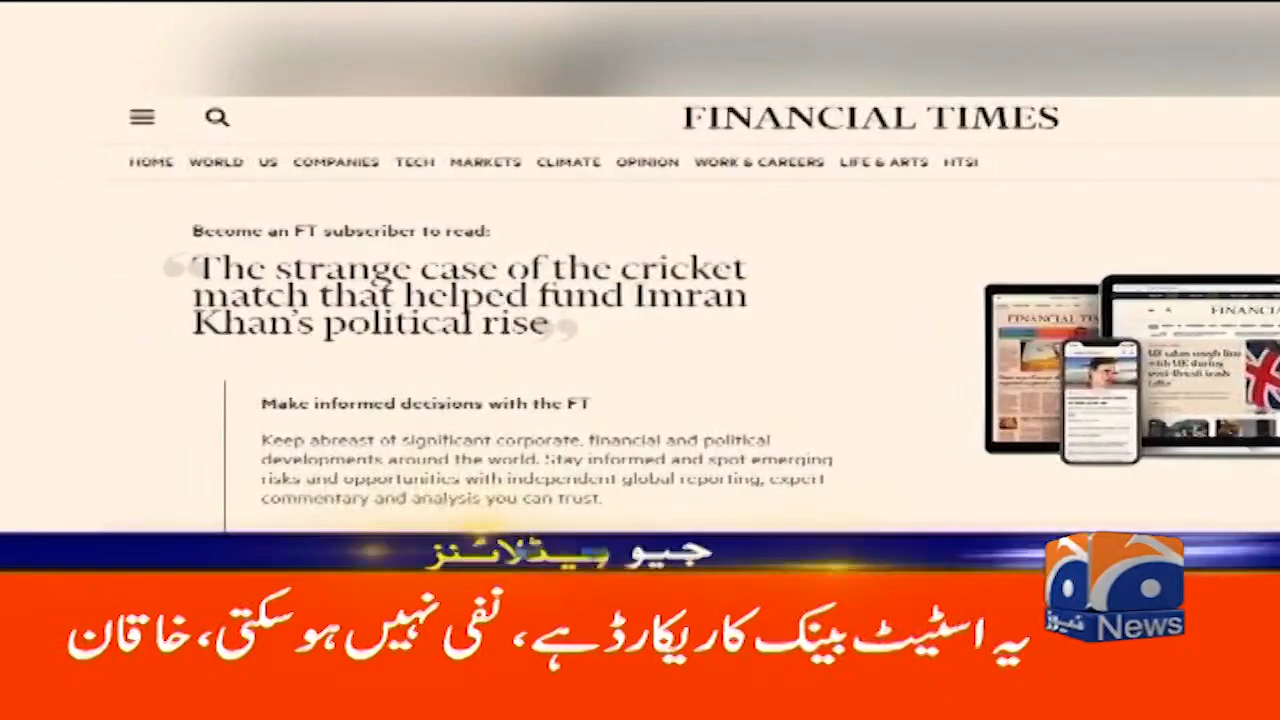 FINANCIAL TIMES
HOME WORLD US COMPANIES TECH MARKETS CLIMATE OPINION WORK & CAREERS LIFE & ARTS HTSI
Become an FT subscriber to read:
“The strange case of the cricket
match that helped fund Imran
Khan’s political rise”
Make informed decisions with the FT
Keep abreast of significant corporate, financial and political
developments around the world. Stay informed and spot emerging
risks and opportunities with independent global reporting, expert
commentary and analysis you can trust.
FINANCIAL
FINANCIAL
جیو ہیڈلائنز
یہ اسٹیٹ بینک کا ریکارڈ ہے، نفی نہیں ہوسکتی، خاقان
نیوز News